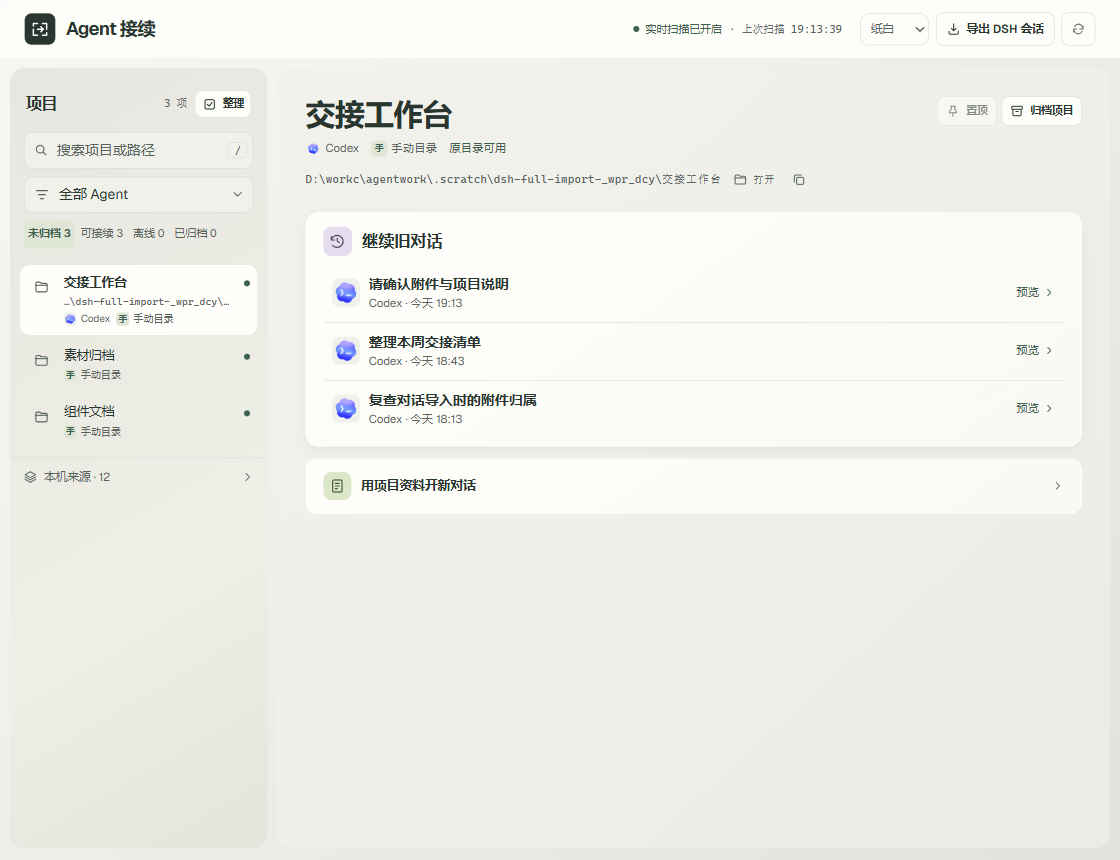 Agent 接续
实时扫描已开启 · 上次扫描 19:13:39
纸白
导出 DSH 会话
项目
3 项
整理
搜索项目或路径
/
全部 Agent
未归档 3 可接续 3 离线 0 已归档 0
交接工作台
…\dsh-full-import-_wpr_dcy\…
Codex 手 手动目录
素材归档
手 手动目录
组件文档
手 手动目录
本机来源 · 12
交接工作台
置顶
归档项目
Codex 手 手动目录 原目录可用
D:\workc\agentwork\.scratch\dsh-full-import-_wpr_dcy\交接工作台 打开
继续旧对话
请确认附件与项目说明
Codex · 今天 19:13
预览
整理本周交接清单
Codex · 今天 18:43
预览
复查对话导入时的附件归属
Codex · 今天 18:13
预览
用项目资料开新对话